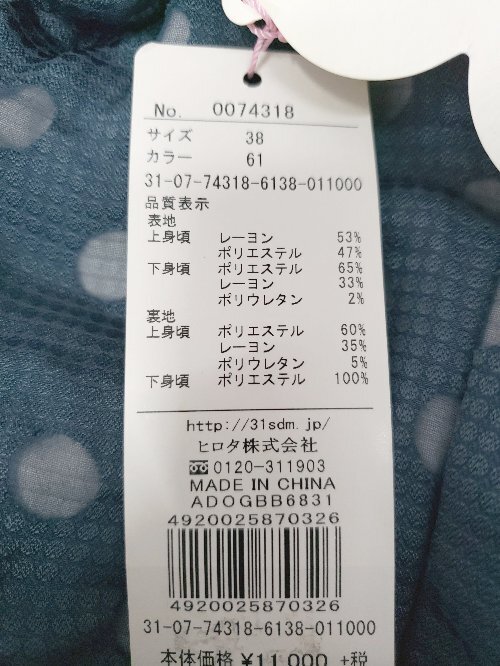 No. 0074318
サイズ 38
カラー 61
31-07-74318-6138-011000
品質表示
表地
上身頃 レーヨン 53%
ポリエステル 47%
下身頃 ポリエステル 65%
レーヨン 33%
ポリウレタン 2%
裏地
上身頃 ポリエステル 60%
レーヨン 35%
ポリウレタン 5%
下身頃 ポリエステル 100%
http://31sdm.jp/
ヒロタ株式会社
0120-311903
MADE IN CHINA
ADOGBB6831
4920025870326
4920025870326
31-07-74318-6138-011000
本体価格 ¥11,000 +税